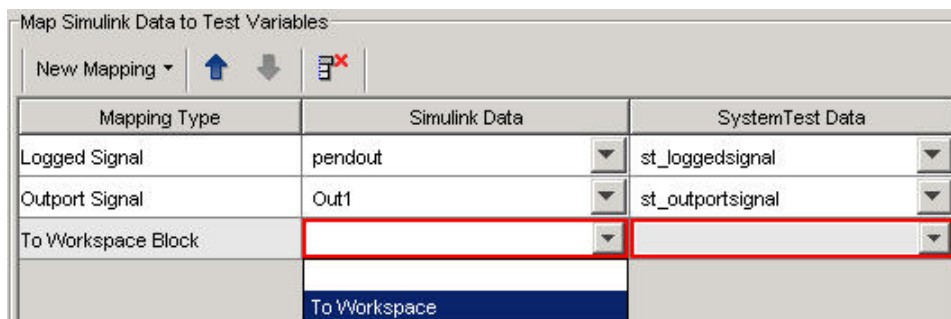 Map Simulink Data to Test Variables
New Mapping
Mapping Type Simulink Data SystemTest Data
Logged Signal pendout st_loggedsignal
Outport Signal Out1 st_outportsignal
To Workspace Block
To Workspace